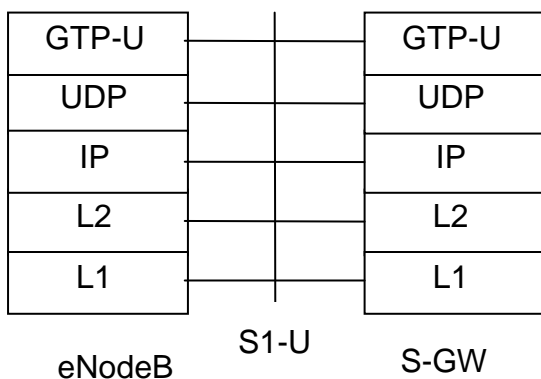 GTP-U GTP-U
UDP UDP
IP IP
L2 L2
L1 L1
S1-U
eNodeB S-GW